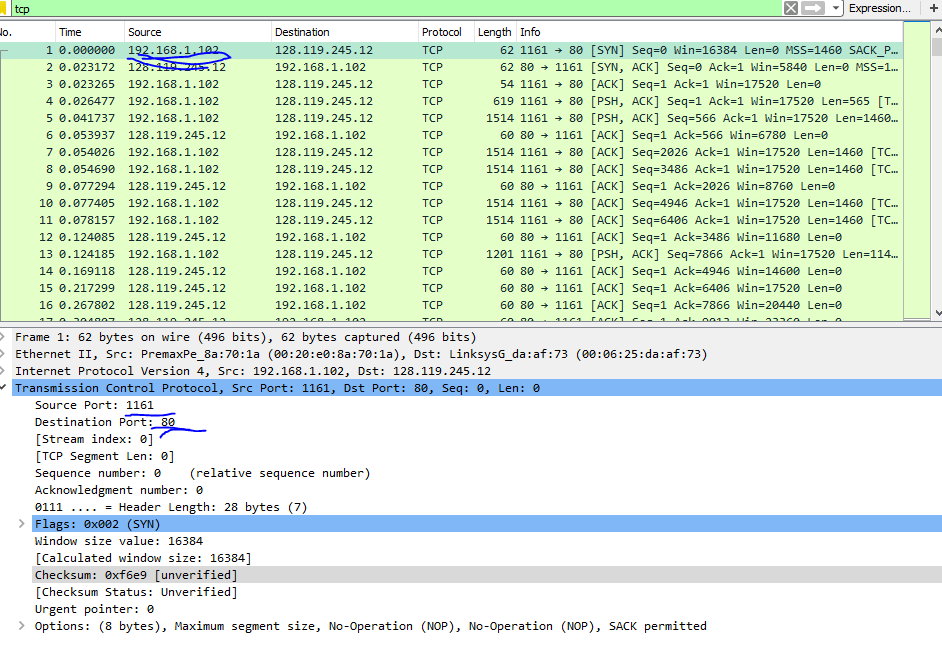 tcp Expression... +
No. Time Source Destination Protocol Length Info
1 0.000000 192.168.1.102 128.119.245.12 TCP 62 1161 → 80 [SYN] Seq=0 Win=16384 Len=0 MSS=1460 SACK_P…
2 0.023172 128.119.245.12 192.168.1.102 TCP 62 80 → 1161 [SYN, ACK] Seq=0 Ack=1 Win=5840 Len=0 MSS=1…
3 0.023265 192.168.1.102 128.119.245.12 TCP 54 1161 → 80 [ACK] Seq=1 Ack=1 Win=17520 Len=0
4 0.026477 192.168.1.102 128.119.245.12 TCP 619 1161 → 80 [PSH, ACK] Seq=1 Ack=1 Win=17520 Len=565 [T…
5 0.041737 192.168.1.102 128.119.245.12 TCP 1514 1161 → 80 [PSH, ACK] Seq=566 Ack=1 Win=17520 Len=1460…
6 0.053937 128.119.245.12 192.168.1.102 TCP 60 80 → 1161 [ACK] Seq=1 Ack=566 Win=6780 Len=0
7 0.054026 192.168.1.102 128.119.245.12 TCP 1514 1161 → 80 [ACK] Seq=2026 Ack=1 Win=17520 Len=1460 [TC…
8 0.054690 192.168.1.102 128.119.245.12 TCP 1514 1161 → 80 [ACK] Seq=3486 Ack=1 Win=17520 Len=1460 [TC…
9 0.077294 128.119.245.12 192.168.1.102 TCP 60 80 → 1161 [ACK] Seq=1 Ack=2026 Win=8760 Len=0
10 0.077405 192.168.1.102 128.119.245.12 TCP 1514 1161 → 80 [ACK] Seq=4946 Ack=1 Win=17520 Len=1460 [TC…
11 0.078157 192.168.1.102 128.119.245.12 TCP 1514 1161 → 80 [ACK] Seq=6406 Ack=1 Win=17520 Len=1460 [TC…
12 0.124085 128.119.245.12 192.168.1.102 TCP 60 80 → 1161 [ACK] Seq=1 Ack=3486 Win=11680 Len=0
13 0.124185 192.168.1.102 128.119.245.12 TCP 1201 1161 → 80 [PSH, ACK] Seq=7866 Ack=1 Win=17520 Len=114…
14 0.169118 128.119.245.12 192.168.1.102 TCP 60 80 → 1161 [ACK] Seq=1 Ack=4946 Win=14600 Len=0
15 0.217299 128.119.245.12 192.168.1.102 TCP 60 80 → 1161 [ACK] Seq=1 Ack=6406 Win=17520 Len=0
16 0.267802 128.119.245.12 192.168.1.102 TCP 60 80 → 1161 [ACK] Seq=1 Ack=7866 Win=20440 Len=0
Frame 1: 62 bytes on wire (496 bits), 62 bytes captured (496 bits)
Ethernet II, Src: PremaxPe_8a:70:1a (00:20:e0:8a:70:1a), Dst: LinksysG_da:af:73 (00:06:25:da:af:73)
Internet Protocol Version 4, Src: 192.168.1.102, Dst: 128.119.245.12
Transmission Control Protocol, Src Port: 1161, Dst Port: 80, Seq: 0, Len: 0
Source Port: 1161
Destination Port: 80
[Stream index: 0]
[TCP Segment Len: 0]
Sequence number: 0 (relative sequence number)
Acknowledgment number: 0
0111 .... = Header Length: 28 bytes (7)
Flags: 0x002 (SYN)
Window size value: 16384
[Calculated window size: 16384]
Checksum: 0xf6e9 [unverified]
[Checksum Status: Unverified]
Urgent pointer: 0
Options: (8 bytes), Maximum segment size, No-Operation (NOP), No-Operation (NOP), SACK permitted